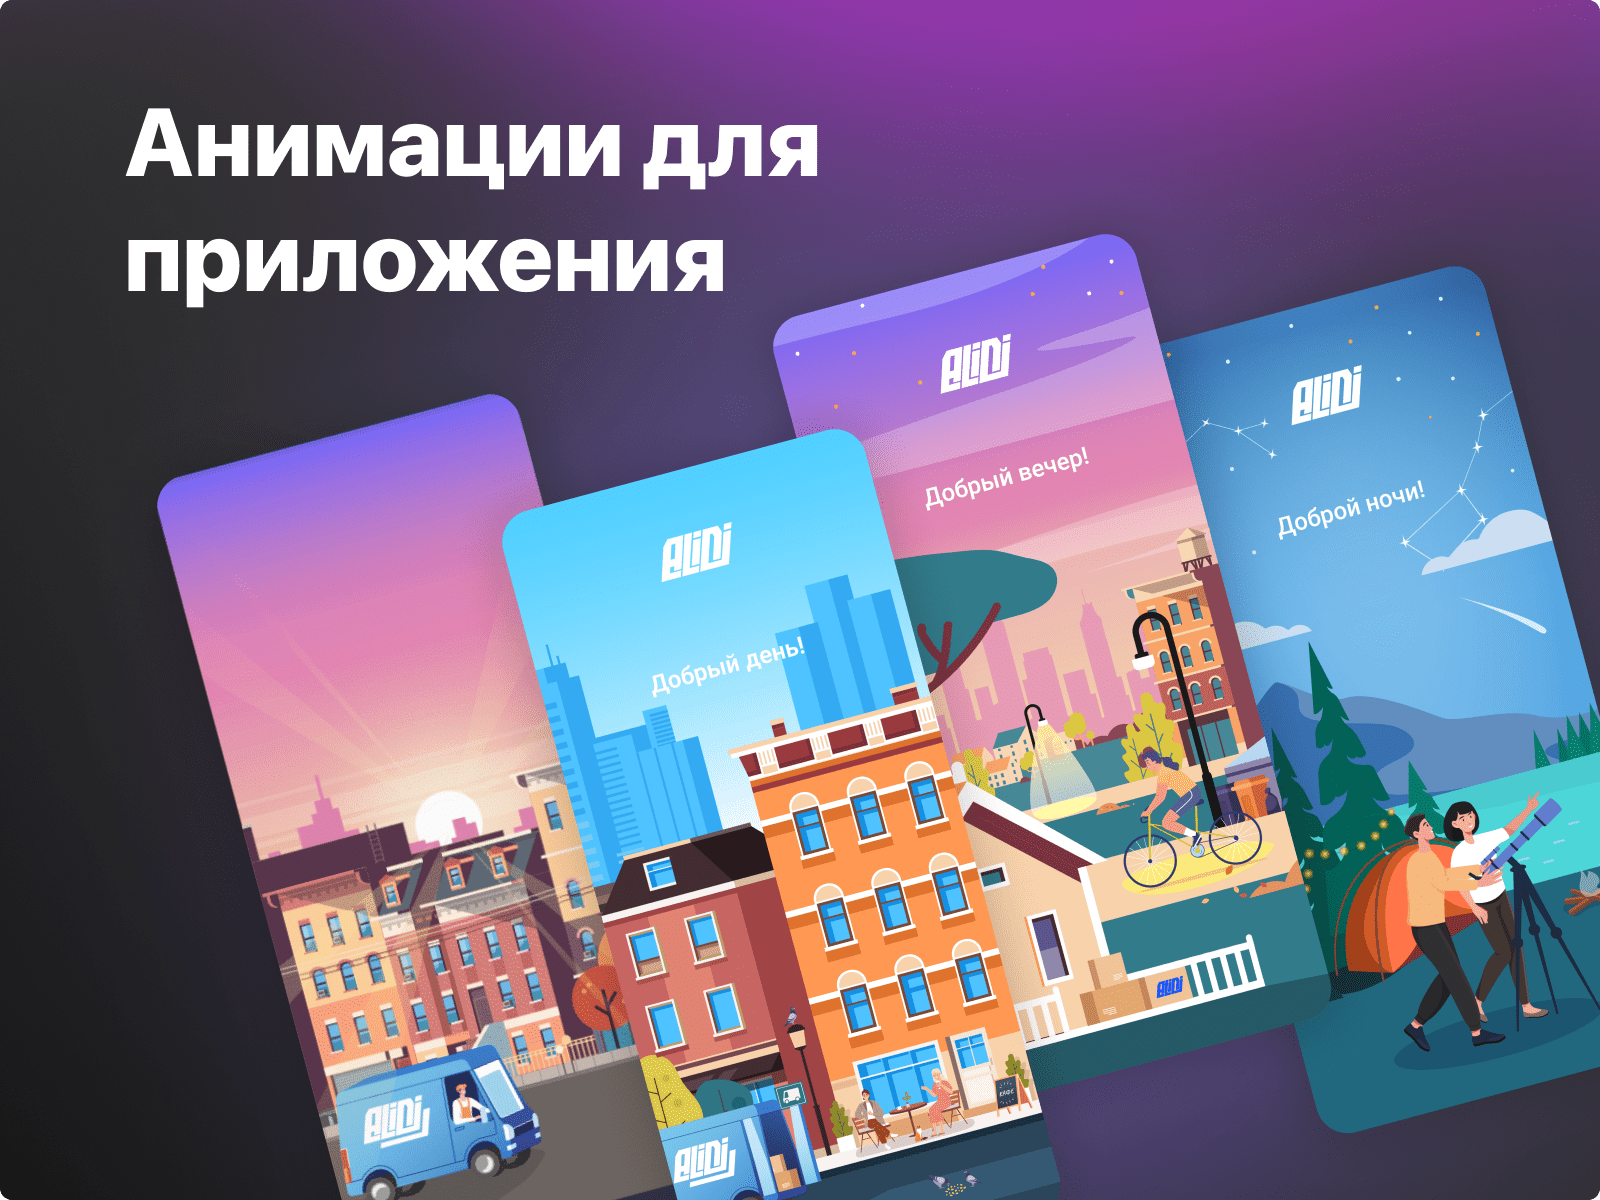 Анимации для
приложения
ALIDI
Добрый вечер!
ALIDI
Доброй ночи!
ALIDI
Добрый день!
ALIDI
ALIDI
ALIDI